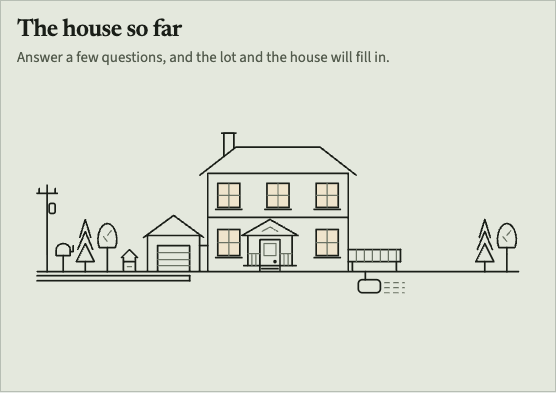 The house so far
Answer a few questions, and the lot and the house will fill in.